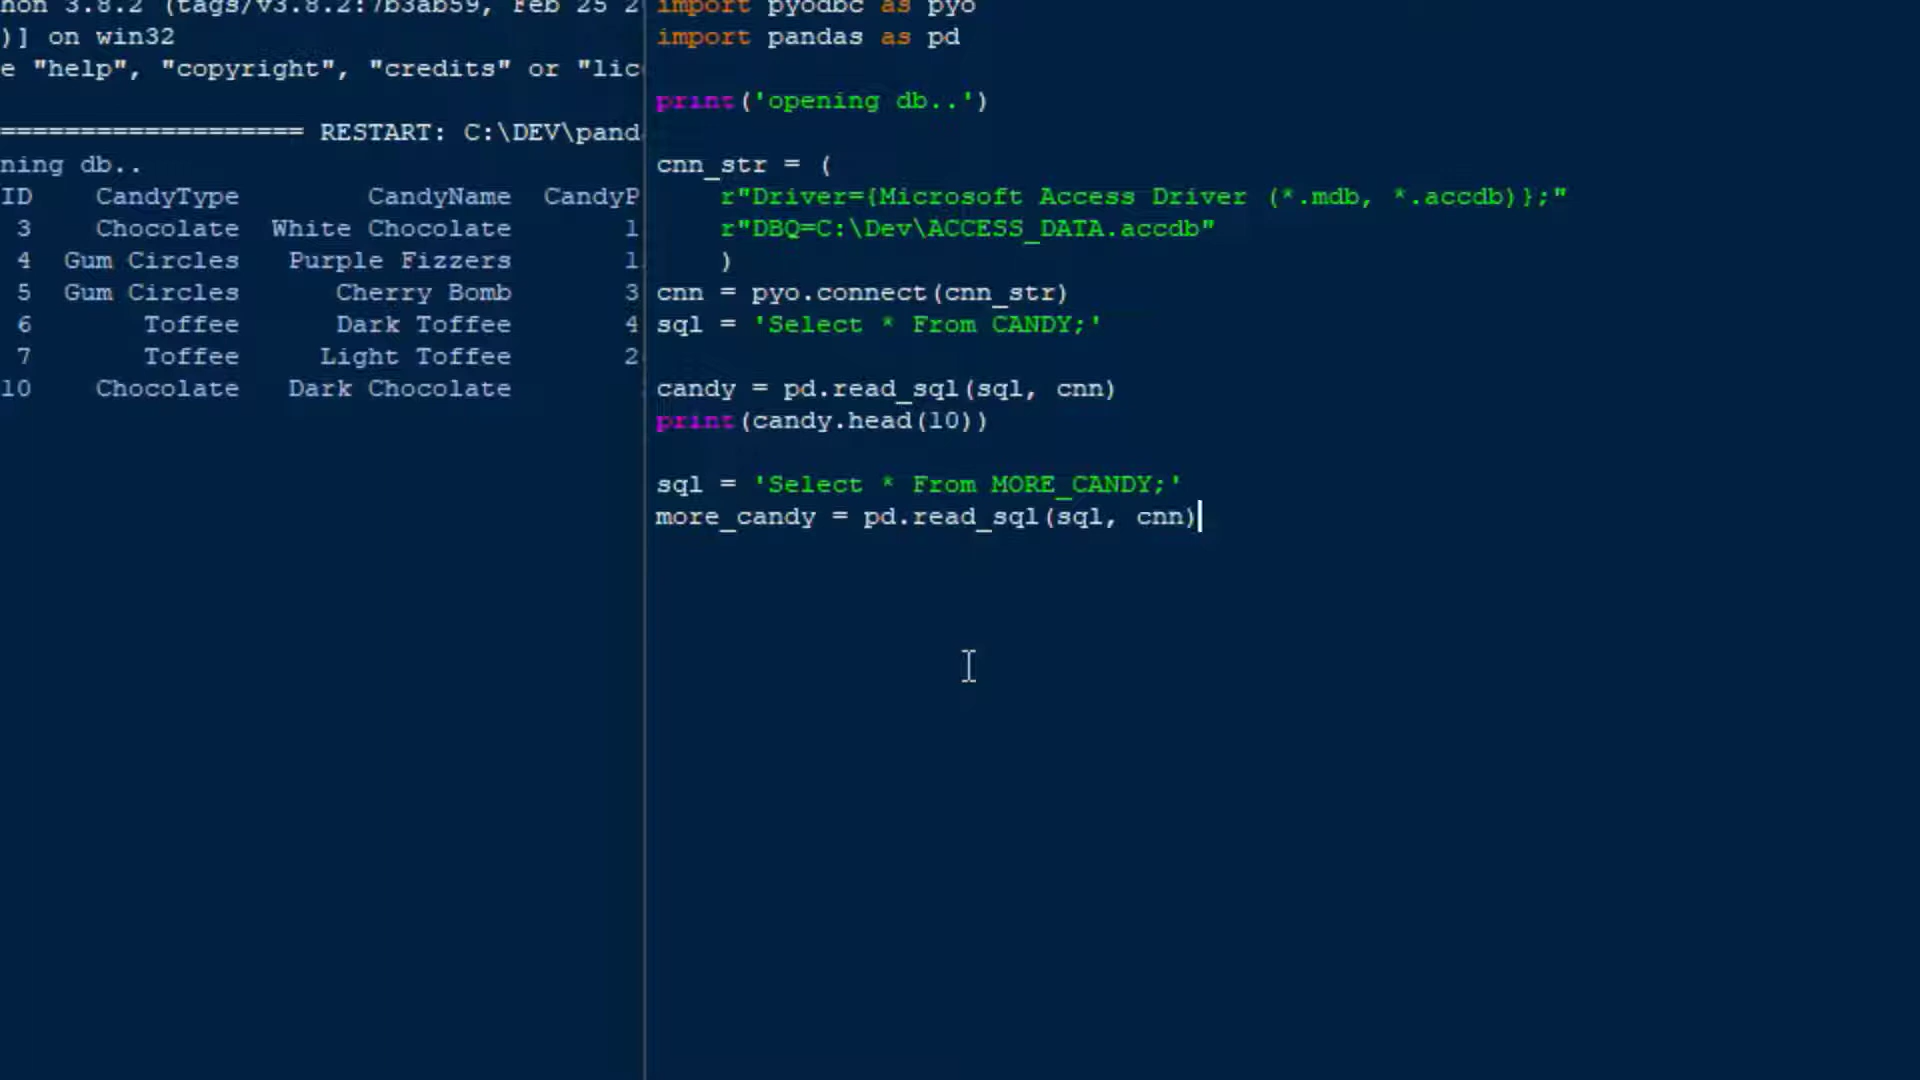 hon 3.8.2 (tags/v3.8.2:7b3ab59, Feb 25 2
)] on win32
e "help", "copyright", "credits" or "lic
=================== RESTART: C:\DEV\pand
ning db..
ID CandyType CandyName CandyP
3 Chocolate White Chocolate 1
4 Gum Circles Purple Fizzers 1
5 Gum Circles Cherry Bomb 3
6 Toffee Dark Toffee 4
7 Toffee Light Toffee 2
10 Chocolate Dark Chocolate
import pyodbc as pyo
import pandas as pd
print('opening db..')
cnn_str = (
r"Driver={Microsoft Access Driver (*.mdb, *.accdb)};"
r"DBQ=C:\Dev\ACCESS_DATA.accdb"
)
cnn = pyo.connect(cnn_str)
sql = 'Select * From CANDY;'
candy = pd.read_sql(sql, cnn)
print(candy.head(10))
sql = 'Select * From MORE_CANDY;'
more_candy = pd.read_sql(sql, cnn)